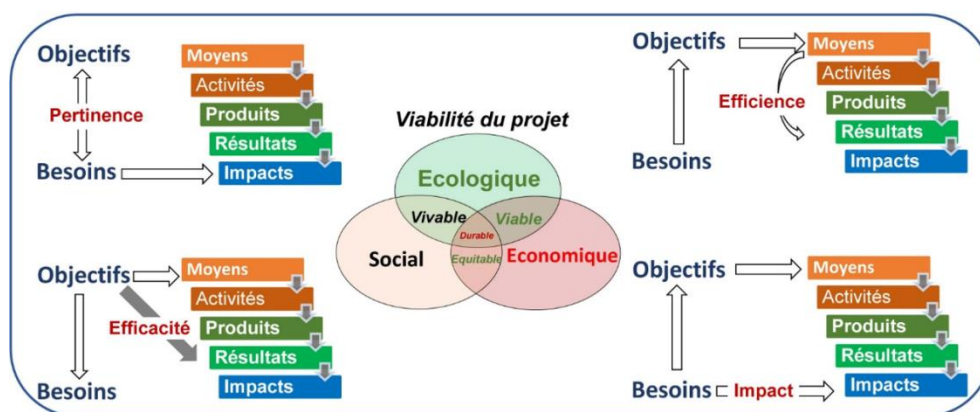 Objectifs
Pertinence
Besoins
Moyens
Activités
Produits
Résultats
Impacts
Objectifs
Efficience
Besoins
Moyens
Activités
Produits
Résultats
Impacts
Viabilité du projet
Ecologique
Vivable
Viable
Durable
Social
Equitable
Economique
Objectifs
Efficacité
Besoins
Moyens
Activités
Produits
Résultats
Impacts
Objectifs
Besoins
Impact
Moyens
Activités
Produits
Résultats
Impacts